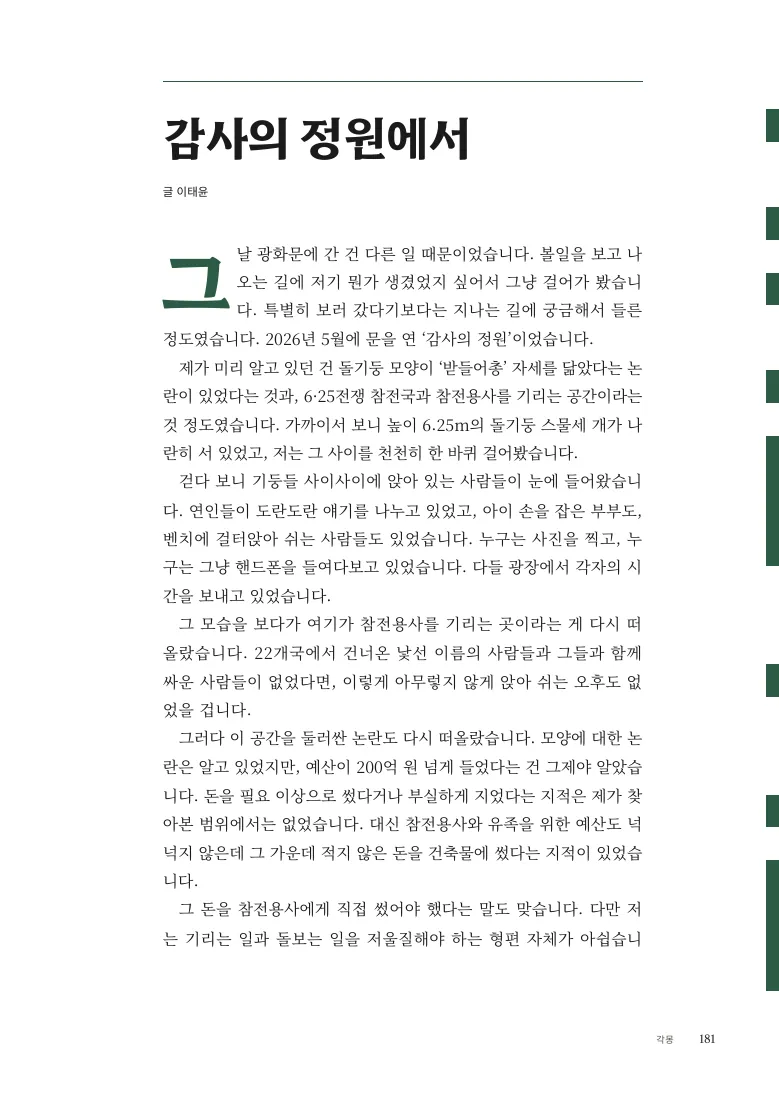 감사의 정원에서
글 이태윤
그날 광화문에 간 건 다른 일 때문이었습니다. 볼일을 보고 나
오는 길에 저기 뭔가 생겼었지 싶어서 그냥 걸어가 봤습니
다. 특별히 보러 갔다기보다는 지나는 길에 궁금해서 들른
정도였습니다. 2026년 5월에 문을 연 ‘감사의 정원’이었습니다.
제가 미리 알고 있던 건 돌기둥 모양이 ‘받들어총’ 자세를 닮았다는 논
란이 있었다는 것과, 6·25전쟁 참전국과 참전용사를 기리는 공간이라는
것 정도였습니다. 가까이서 보니 높이 6.25m의 돌기둥 스물세 개가 나
란히 서 있었고, 저는 그 사이를 천천히 한 바퀴 걸어봤습니다.
걷다 보니 기둥들 사이사이에 앉아 있는 사람들이 눈에 들어왔습니
다. 연인들이 도란도란 얘기를 나누고 있었고, 아이 손을 잡은 부부도,
벤치에 걸터앉아 쉬는 사람들도 있었습니다. 누구는 사진을 찍고, 누
구는 그냥 핸드폰을 들여다보고 있었습니다. 다들 광장에서 각자의 시
간을 보내고 있었습니다.
그 모습을 보다가 여기가 참전용사를 기리는 곳이라는 게 다시 떠
올랐습니다. 22개국에서 건너온 낯선 이름의 사람들과 그들과 함께
싸운 사람들이 없었다면, 이렇게 아무렇지 않게 앉아 쉬는 오후도 없
었을 겁니다.
그러다 이 공간을 둘러싼 논란도 다시 떠올랐습니다. 모양에 대한 논
란은 알고 있었지만, 예산이 200억 원 넘게 들었다는 건 그제야 알았습
니다. 돈을 필요 이상으로 썼다거나 부실하게 지었다는 지적은 제가 찾
아본 범위에서는 없었습니다. 대신 참전용사와 유족을 위한 예산도 넉
넉지 않은데 그 가운데 적지 않은 돈을 건축물에 썼다는 지적이 있었습
니다.
그 돈을 참전용사에게 직접 썼어야 했다는 말도 맞습니다. 다만 저
는 기리는 일과 돌보는 일을 저울질해야 하는 형편 자체가 아쉽습니
각몽 181